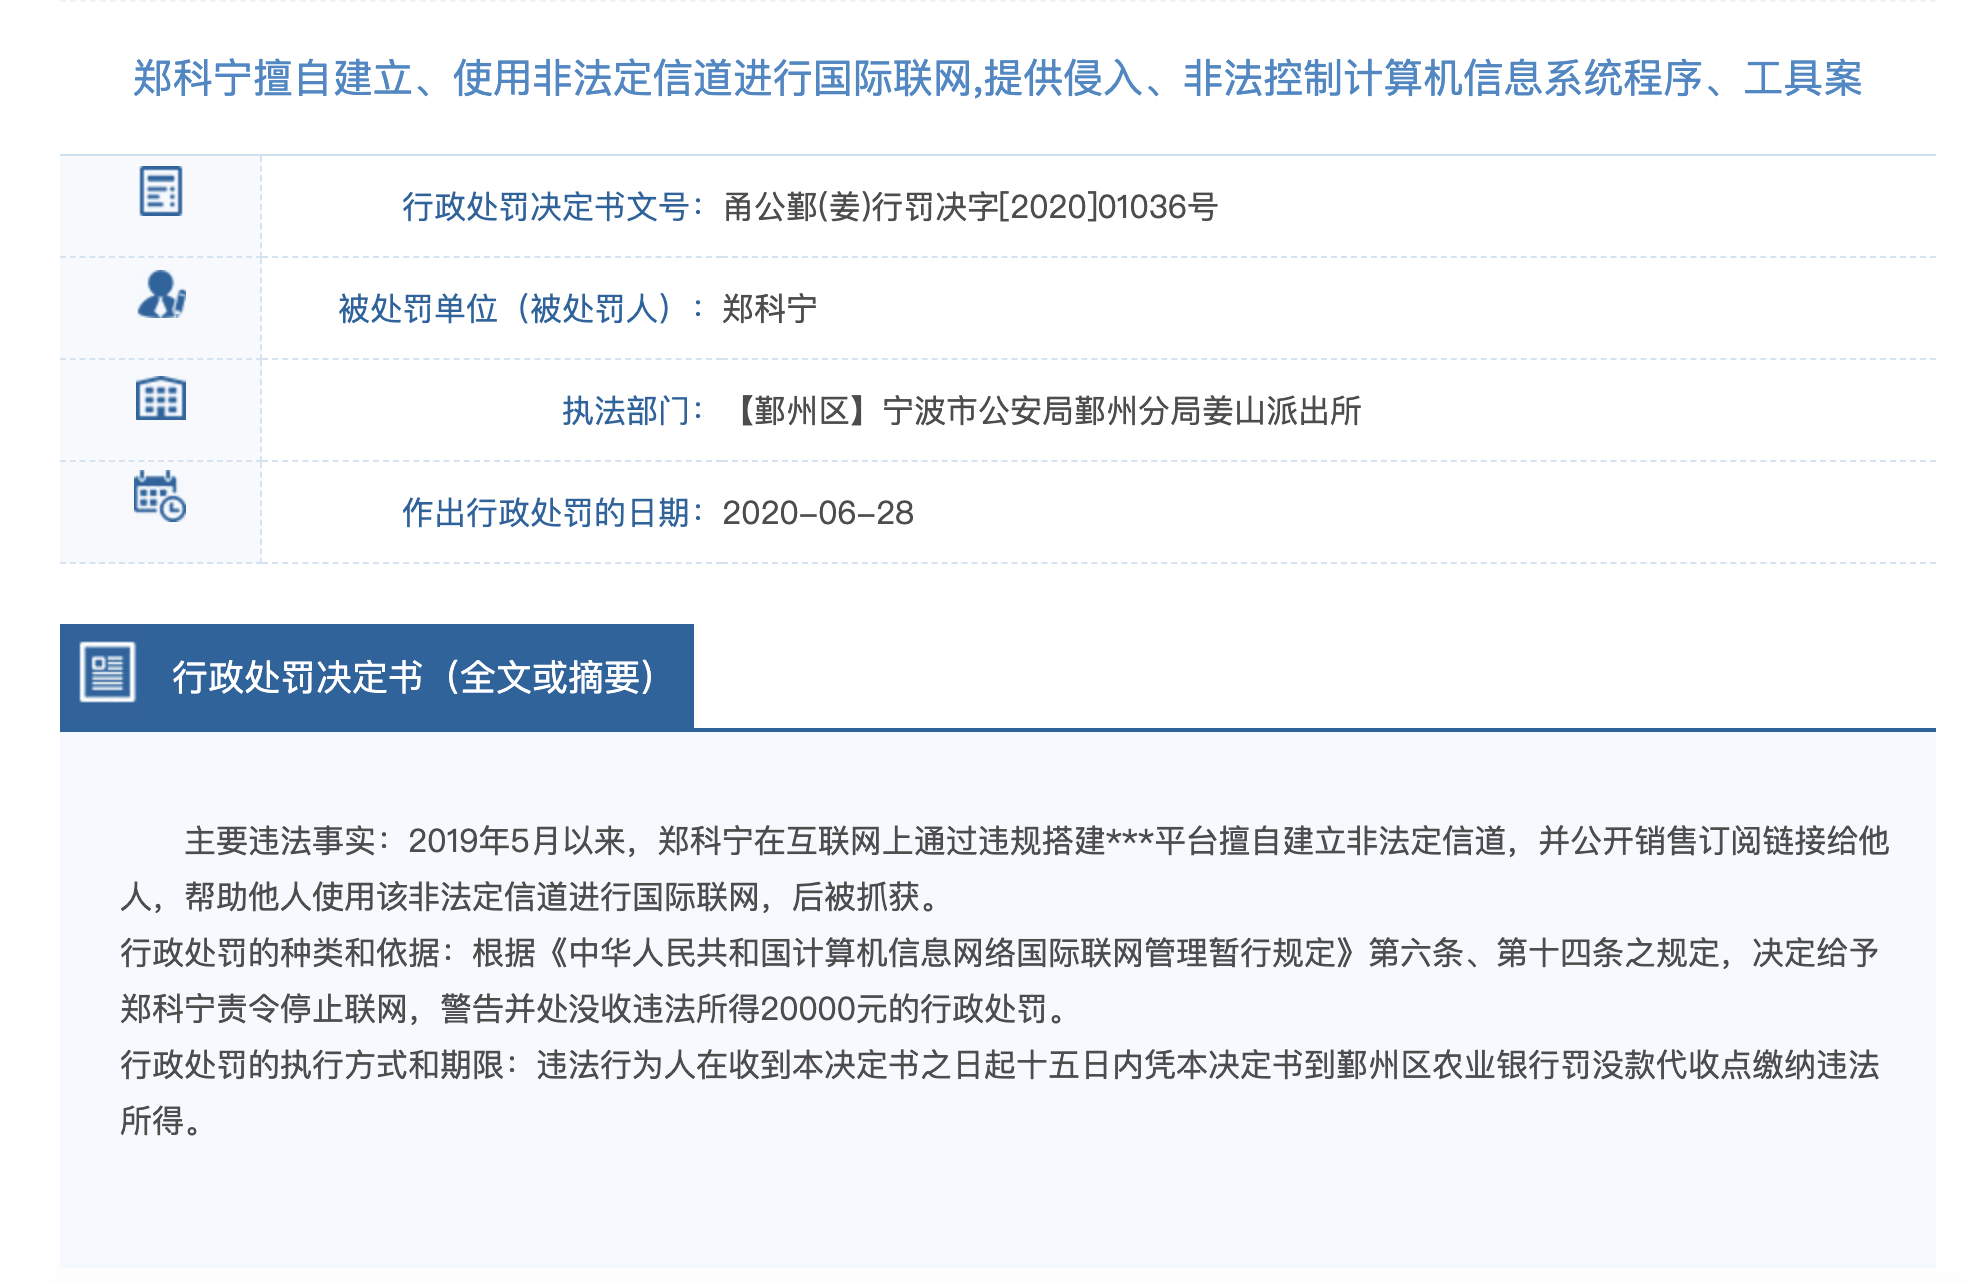 郑科宁擅自建立、使用非法定信道进行国际联网,提供侵入、非法控制计算机信息系统程序、工具案
行政处罚决定书文号：甬公鄞(姜)行罚决字[2020]01036号
被处罚单位（被处罚人）：郑科宁
执法部门：【鄞州区】宁波市公安局鄞州分局姜山派出所
作出行政处罚的日期：2020-06-28
行政处罚决定书（全文或摘要）
主要违法事实：2019年5月以来，郑科宁在互联网上通过违规搭建***平台擅自建立非法定信道，并公开销售订阅链接给他
人，帮助他人使用该非法定信道进行国际联网，后被抓获。
行政处罚的种类和依据：根据《中华人民共和国计算机信息网络国际联网管理暂行规定》第六条、第十四条之规定，决定给予
郑科宁责令停止联网，警告并处没收违法所得20000元的行政处罚。
行政处罚的执行方式和期限：违法行为人在收到本决定书之日起十五日内凭本决定书到鄞州区农业银行罚没款代收点缴纳违法
所得。